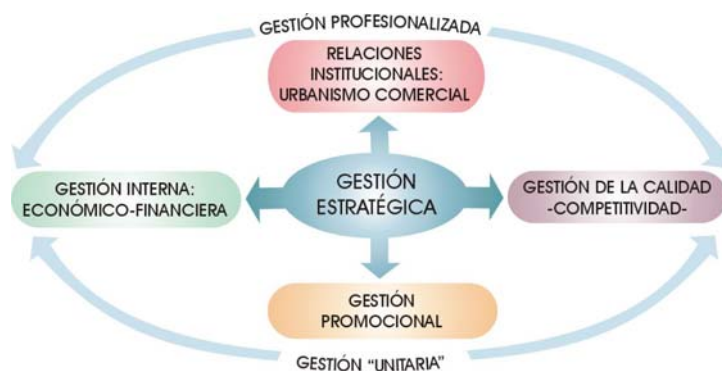 GESTIÓN PROFESIONALIZADA
RELACIONES
INSTITUCIONALES:
URBANISMO COMERCIAL
GESTIÓN INTERNA:
ECONÓMICO-FINANCIERA
GESTIÓN
ESTRATÉGICA
GESTIÓN DE LA CALIDAD
-COMPETITIVIDAD-
GESTIÓN
PROMOCIONAL
GESTIÓN “UNITARIA”